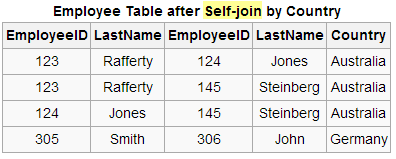 Employee Table after Self-join by Country
EmployeeID LastName EmployeeID LastName Country
123 Rafferty 124 Jones Australia
123 Rafferty 145 Steinberg Australia
124 Jones 145 Steinberg Australia
305 Smith 306 John Germany